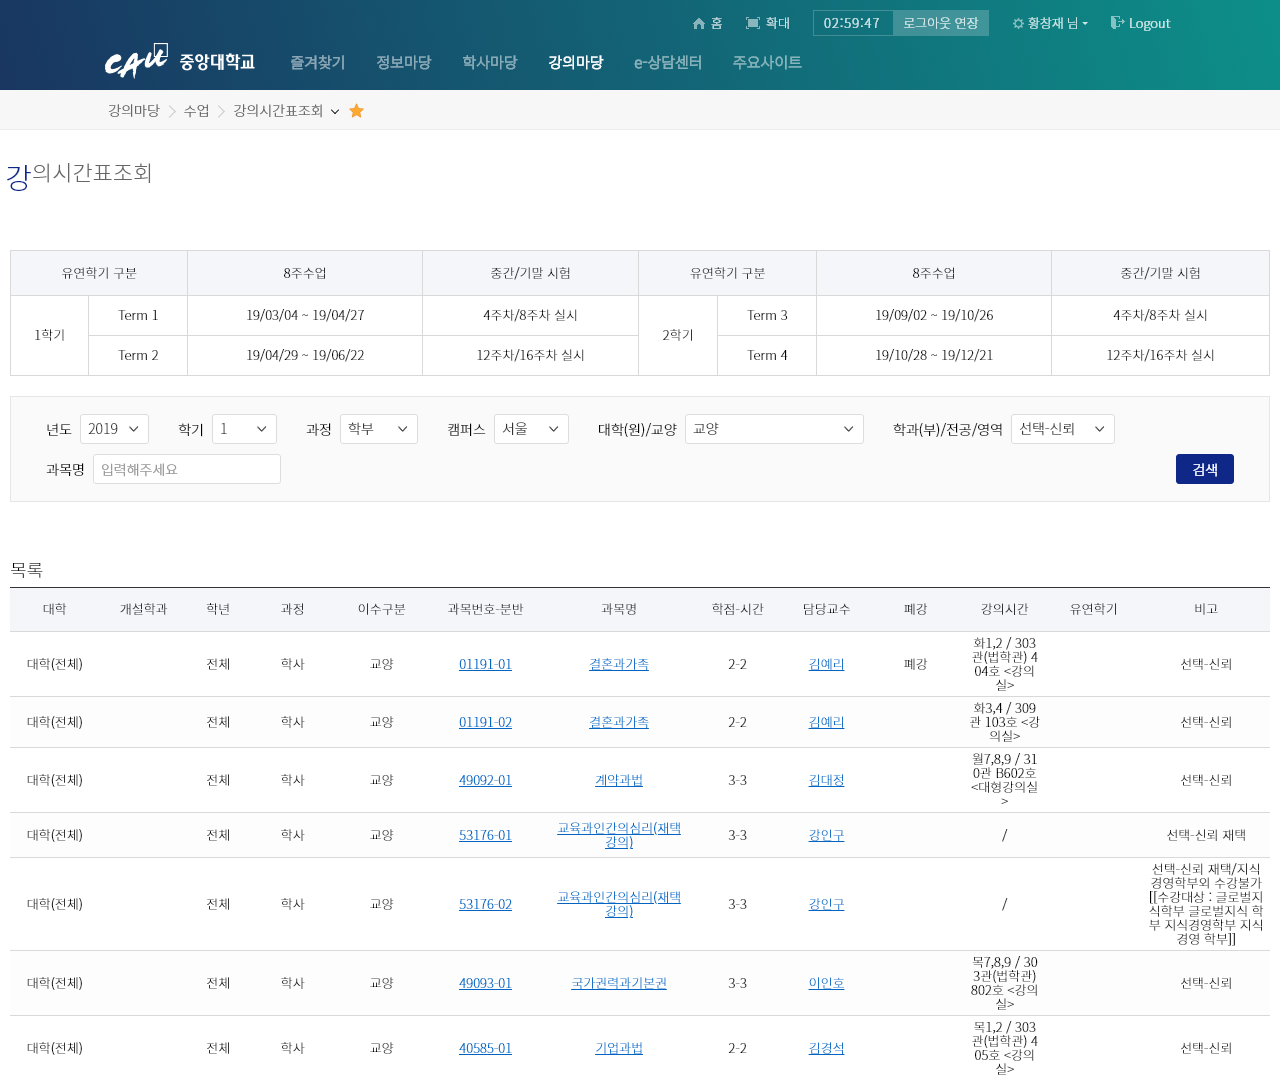 홈 확대 02:59:47 로그아웃 연장 황창재 님 Logout
CAU 중앙대학교 즐겨찾기 정보마당 학사마당 강의마당 e-상담센터 주요사이트
강의마당 수업 강의시간표조회
강의시간표조회
유연학기 구분 8주수업 중간/기말 시험 유연학기 구분 8주수업 중간/기말 시험
1학기 Term 1 19/03/04 ~ 19/04/27 4주차/8주차 실시 2학기 Term 3 19/09/02 ~ 19/10/26 4주차/8주차 실시
Term 2 19/04/29 ~ 19/06/22 12주차/16주차 실시 Term 4 19/10/28 ~ 19/12/21 12주차/16주차 실시
년도 2019 학기 1 과정 학부 캠퍼스 서울 대학(원)/교양 교양 학과(부)/전공/영역 선택-신뢰
과목명 입력해주세요 검색
목록
대학 개설학과 학년 과정 이수구분 과목번호-분반 과목명 학점-시간 담당교수 폐강 강의시간 유연학기 비고
대학(전체) 전체 학사 교양 01191-01 결혼과가족 2-2 김예리 폐강 화1,2 / 303
관(법학관) 4
04호 <강의
실> 선택-신뢰
대학(전체) 전체 학사 교양 01191-02 결혼과가족 2-2 김예리 화3,4 / 309
관 103호 <강
의실> 선택-신뢰
대학(전체) 전체 학사 교양 49092-01 계약과법 3-3 김대정 월7,8,9 / 31
0관 B602호
<대형강의실
> 선택-신뢰
대학(전체) 전체 학사 교양 53176-01 교육과인간의심리(재택
강의) 3-3 강인구 / 선택-신뢰 재택
대학(전체) 전체 학사 교양 53176-02 교육과인간의심리(재택
강의) 3-3 강인구 / 선택-신뢰 재택/지식
경영학부외 수강불가
[[수강대상 : 글로벌지
식학부 글로벌지식 학
부 지식경영학부 지식
경영 학부]]
대학(전체) 전체 학사 교양 49093-01 국가권력과기본권 3-3 이인호 목7,8,9 / 30
3관(법학관)
802호 <강의
실> 선택-신뢰
대학(전체) 전체 학사 교양 40585-01 기업과법 2-2 김경석 목1,2 / 303
관(법학관) 4
05호 <강의
실> 선택-신뢰